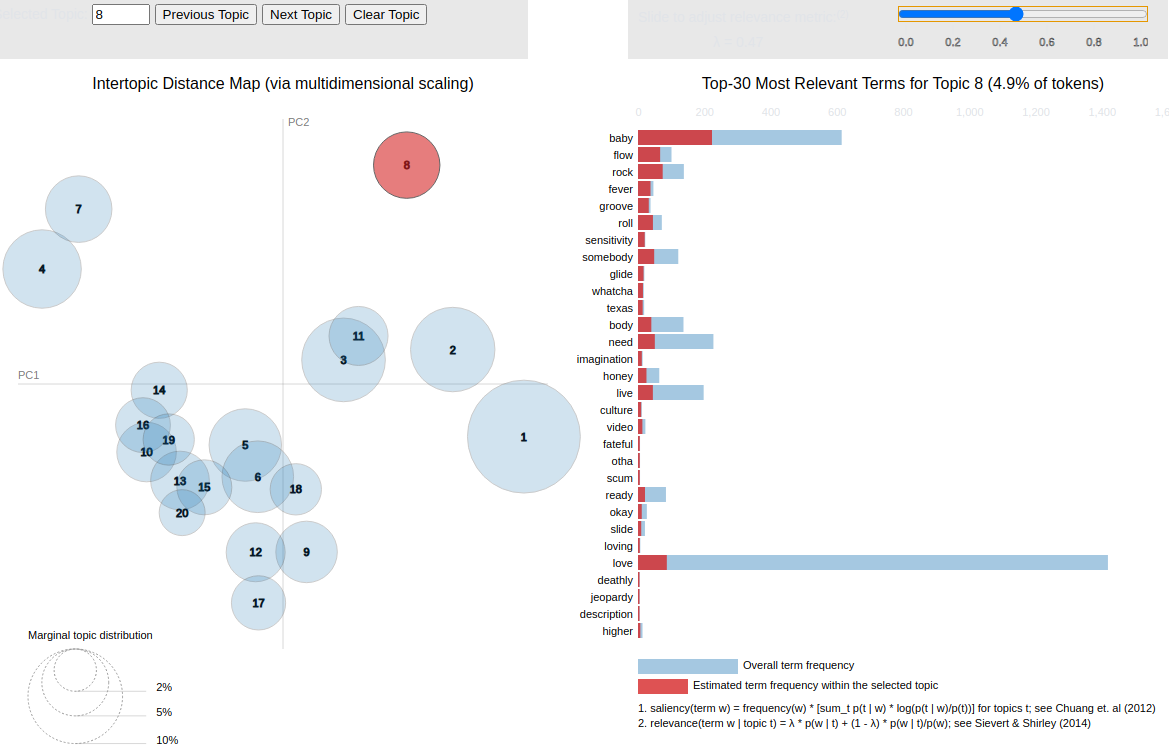 Selected Topic: 8 Previous Topic Next Topic Clear Topic
Slide to adjust relevance metric:
0.0 0.2 0.4 0.6 0.8 1.0
Intertopic Distance Map (via multidimensional scaling)
PC2
PC1
8
7
4
11
3
2
1
14
16
19
10
5
6
13
15
18
20
12
9
17
Marginal topic distribution
2%
5%
10%
Top-30 Most Relevant Terms for Topic 8 (4.9% of tokens)
0 200 400 600 800 1,000 1,200 1,400
baby
flow
rock
fever
groove
roll
sensitivity
somebody
glide
whatcha
texas
body
need
imagination
honey
live
culture
video
fateful
otha
scum
ready
okay
slide
loving
love
deathly
jeopardy
description
higher
Overall term frequency
Estimated term frequency within the selected topic
1. saliency(term w) = frequency(w) * [sum_t p(t | w) * log(p(t | w)/p(t))] for topics t; see Chuang et. al (2012)
2. relevance(term w | topic t) = λ * p(w | t) + (1 - λ) * p(w | t)/p(w); see Sievert & Shirley (2014)